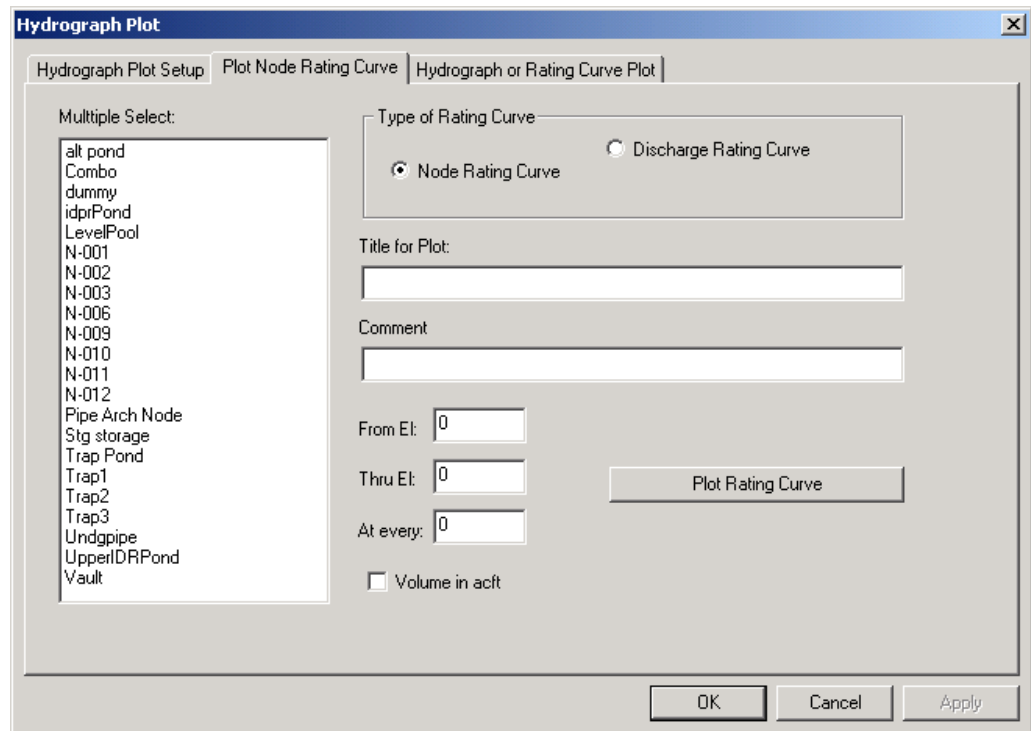 Hydrograph Plot
Hydrograph Plot Setup
Plot Node Rating Curve
Hydrograph or Rating Curve Plot
Multtiple Select:
alt pond
Combo
dummy
idprPond
LevelPool
N-001
N-002
N-003
N-006
N-009
N-010
N-011
N-012
Pipe Arch Node
Stg storage
Trap Pond
Trap1
Trap2
Trap3
Undgpipe
UpperIDRPond
Vault
Type of Rating Curve
Node Rating Curve
Discharge Rating Curve
Title for Plot:
Comment
From El: 0
Thru El: 0
At every: 0
Plot Rating Curve
Volume in acft
OK
Cancel
Apply